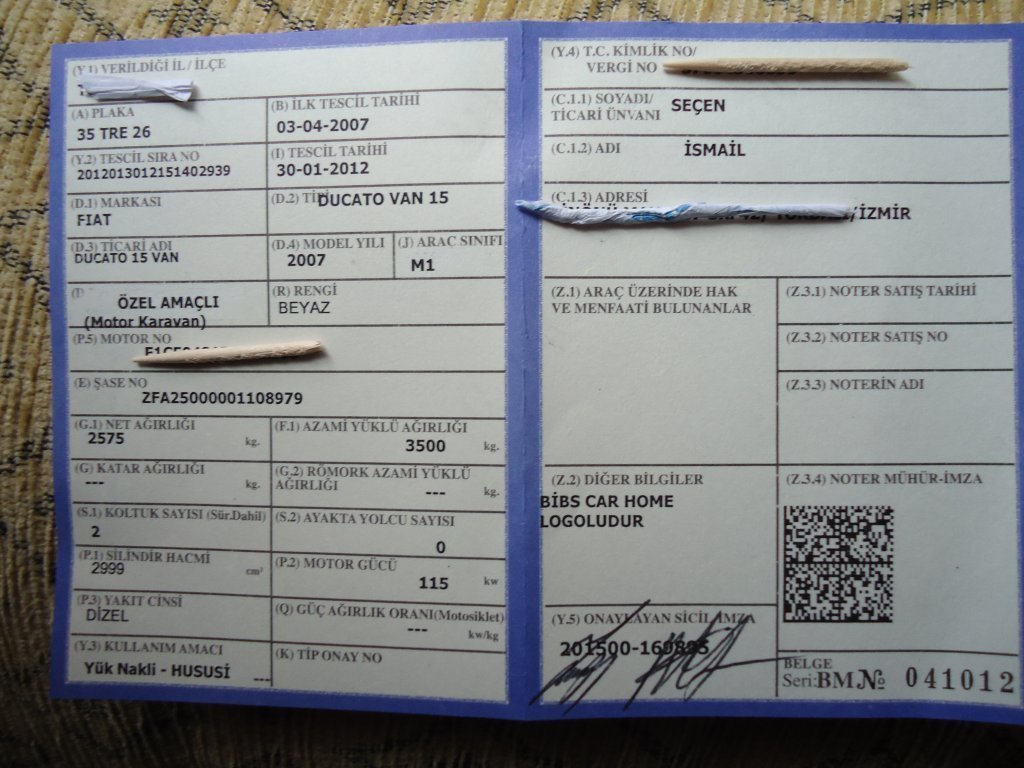 (Y.1) VERİLDİĞİ İL / İLÇE
(A) PLAKA
35 TRE 26
(B) İLK TESCİL TARİHİ
03-04-2007
(Y.2) TESCİL SIRA NO
2012013012151402939
(I) TESCİL TARİHİ
30-01-2012
(D.1) MARKASI
FIAT
(D.2)
DUCATO VAN 15
(D.3) TİCARİ ADI
DUCATO 15 VAN
(D.4) MODEL YILI
2007
(J) ARAC SINIFI
M1
ÖZEL AMAÇLI
(Motor Karavan)
(R) RENGİ
BEYAZ
(P.5) MOTOR NO
(E) ŞASE NO
ZFA25000001108979
(G.1) NET AĞIRLIĞI
2575 kg.
(F.1) AZAMİ YÜKLÜ AĞIRLIĞI
3500 kg.
(G) KATAR AĞIRLIĞI
--- kg.
(G.2) RÖMORK AZAMİ YÜKLÜ
AĞIRLIĞI --- kg.
(S.1) KOLTUK SAYISI (Sür.Dahil)
2
(S.2) AYAKTA YOLCU SAYISI
0
(P.1) SİLİNDİR HACMİ
2999 cm³
(P.2) MOTOR GÜCÜ
115 kw
(P.3) YAKIT CİNSİ
DİZEL
(Q) GÜÇ AĞIRLIK ORANI(Motosiklet)
--- kw/kg
(Y.3) KULLANIM AMACI
Yük Nakli - HUSUSİ ---
(K) TİP ONAY NO
(Y.4) T.C. KİMLİK NO/
VERGİ NO
(C.1.1) SOYADI/
TİCARİ ÜNVANI
SEÇEN
(C.1.2) ADI
İSMAİL
(C.1.3) ADRESİ
/İZMİR
(Z.1) ARAÇ ÜZERİNDE HAK
VE MENFAATİ BULUNANLAR
(Z.3.1) NOTER SATIŞ TARİHİ
(Z.3.2) NOTER SATIŞ NO
(Z.3.3) NOTERİN ADI
(Z.2) DİĞER BİLGİLER
BİBS CAR HOME
LOGOLUDUR
(Z.3.4) NOTER MÜHÜR-İMZA
(Y.5) ONAYLAYAN SİCİL İMZA
BELGE
Seri:BM № 041012